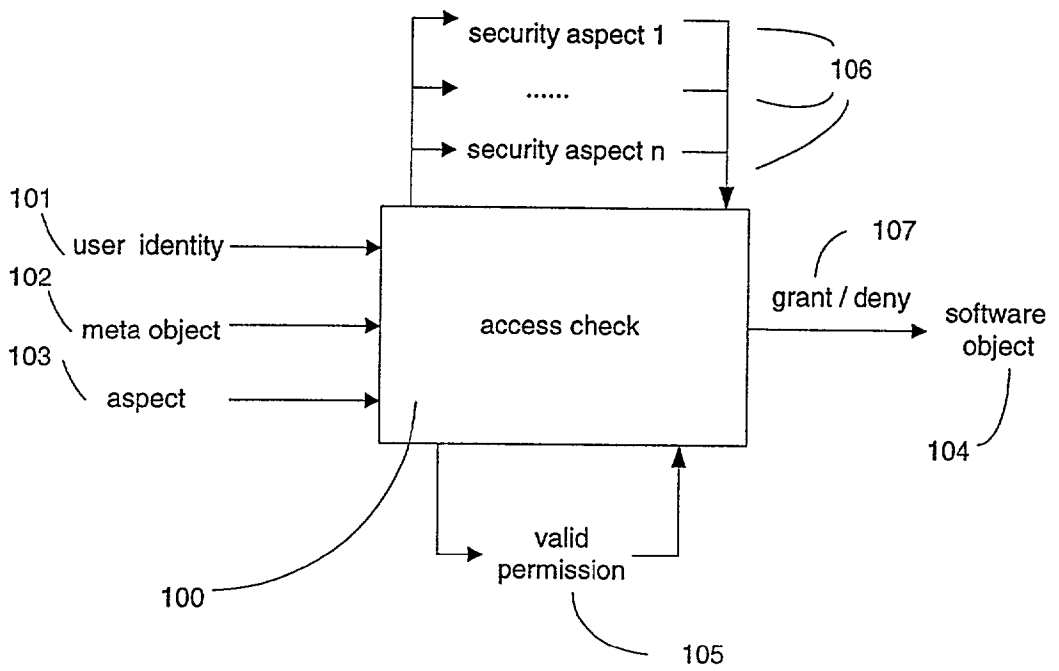 security aspect 1
......
106
security aspect n
101
user identity
107
102
grant / deny
meta object
access check
software
object
103
aspect
104
valid
permission
100
105